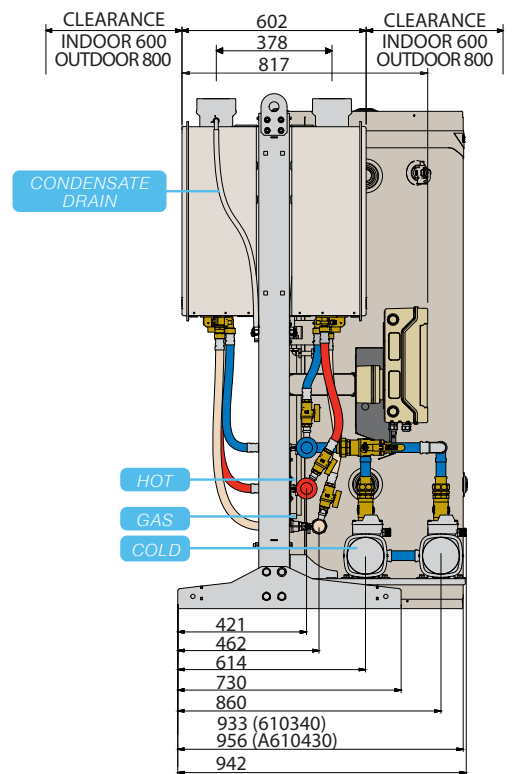 CLEARANCE
INDOOR 600
OUTDOOR 800
602
378
817
CLEARANCE
INDOOR 600
OUTDOOR 800
CONDENSATE
DRAIN
HOT
GAS
COLD
421
462
614
730
860
933 (610340)
956 (A610430)
942